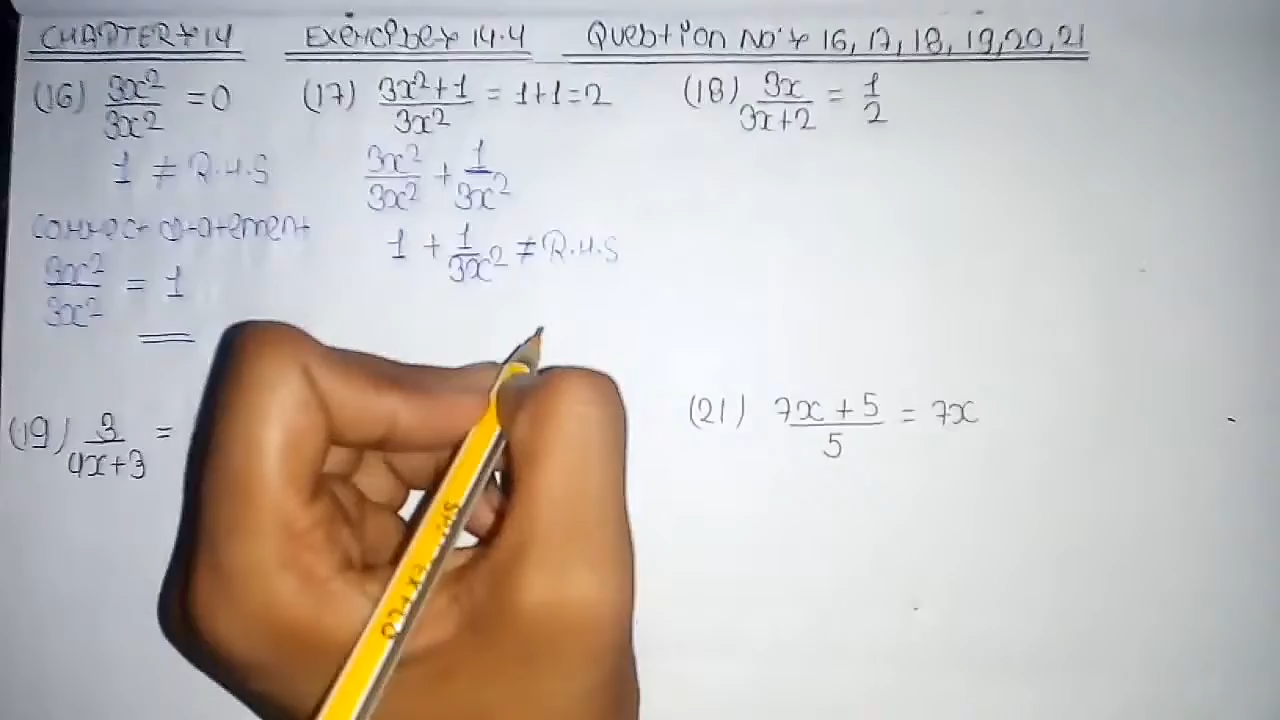 CHAPTER → 14 Exercise → 14.4 Question No. → 16, 17, 18, 19, 20, 21
(16) 3x²/3x² = 0
1 ≠ R.H.S
Correct statement
3x²/3x² = 1
(17) (3x²+1)/3x² = 1+1=2
3x²/3x² + 1/3x²
1 + 1/3x² ≠ R.H.S
(18) 3x/(3x+2) = 1/2
(19) 3/(4x+3) =
(21) (7x+5)/5 = 7x